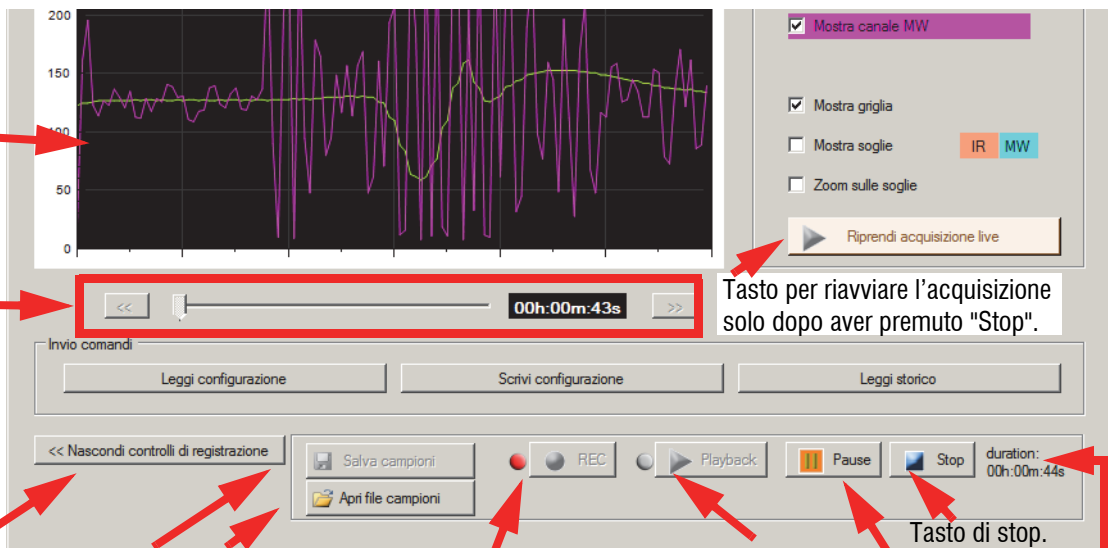 200
Mostra canale MW
150
Mostra griglia
100
Mostra soglie IR MW
50
Zoom sulle soglie
0
Riprendi acquisizione live
Tasto per riavviare l'acquisizione
solo dopo aver premuto "Stop".
<< 00h:00m:43s >>
Invio comandi
Leggi configurazione Scrivi configurazione Leggi storico
<< Nascondi controlli di registrazione
Salva campioni REC Playback Pause Stop duration:
00h:00m:44s
Apri file campioni
Tasto di stop.